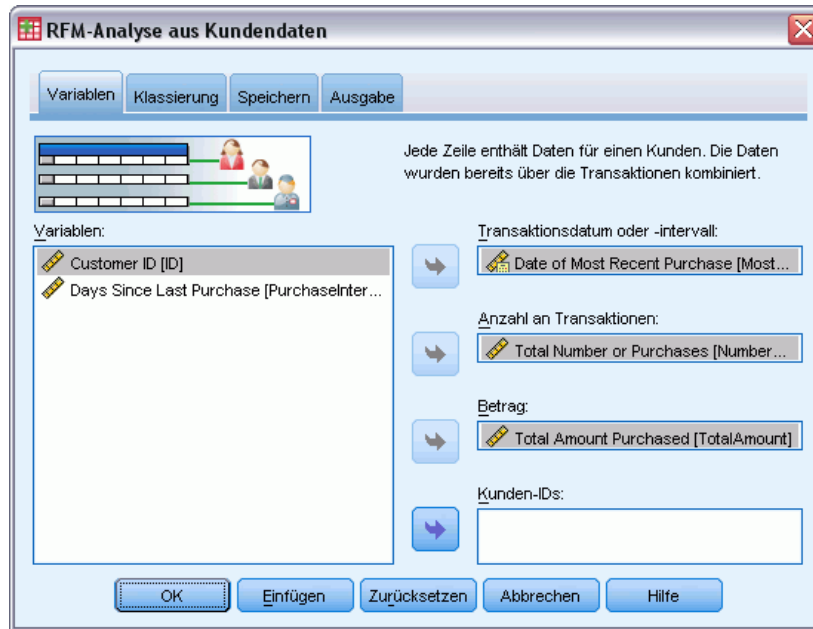 RFM-Analyse aus Kundendaten
Variablen
Klassierung
Speichern
Ausgabe
Jede Zeile enthält Daten für einen Kunden. Die Daten
wurden bereits über die Transaktionen kombiniert.
Variablen:
Customer ID [ID]
Days Since Last Purchase [PurchaseInter...
Transaktionsdatum oder -intervall:
Date of Most Recent Purchase [Most...
Anzahl an Transaktionen:
Total Number or Purchases [Number...
Betrag:
Total Amount Purchased [TotalAmount]
Kunden-IDs:
OK
Einfügen
Zurücksetzen
Abbrechen
Hilfe